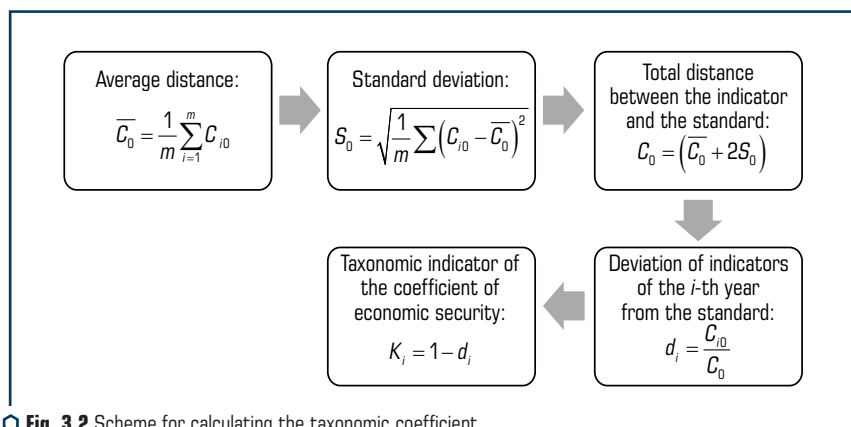 Average distance:
C̅₀ = 1/m ∑ᵢ₌₁ᵐ Cᵢ₀
Standard deviation:
S₀ = √(1/m ∑(Cᵢ₀ − C̅₀)²)
Total distance
between the indicator
and the standard:
C₀ = (C̅₀ + 2S₀)
Deviation of indicators
of the i-th year
from the standard:
dᵢ = Cᵢ₀/C₀
Taxonomic indicator of
the coefficient of
economic security:
Kᵢ = 1 − dᵢ
Fig. 3.2 Scheme for calculating the taxonomic coefficient